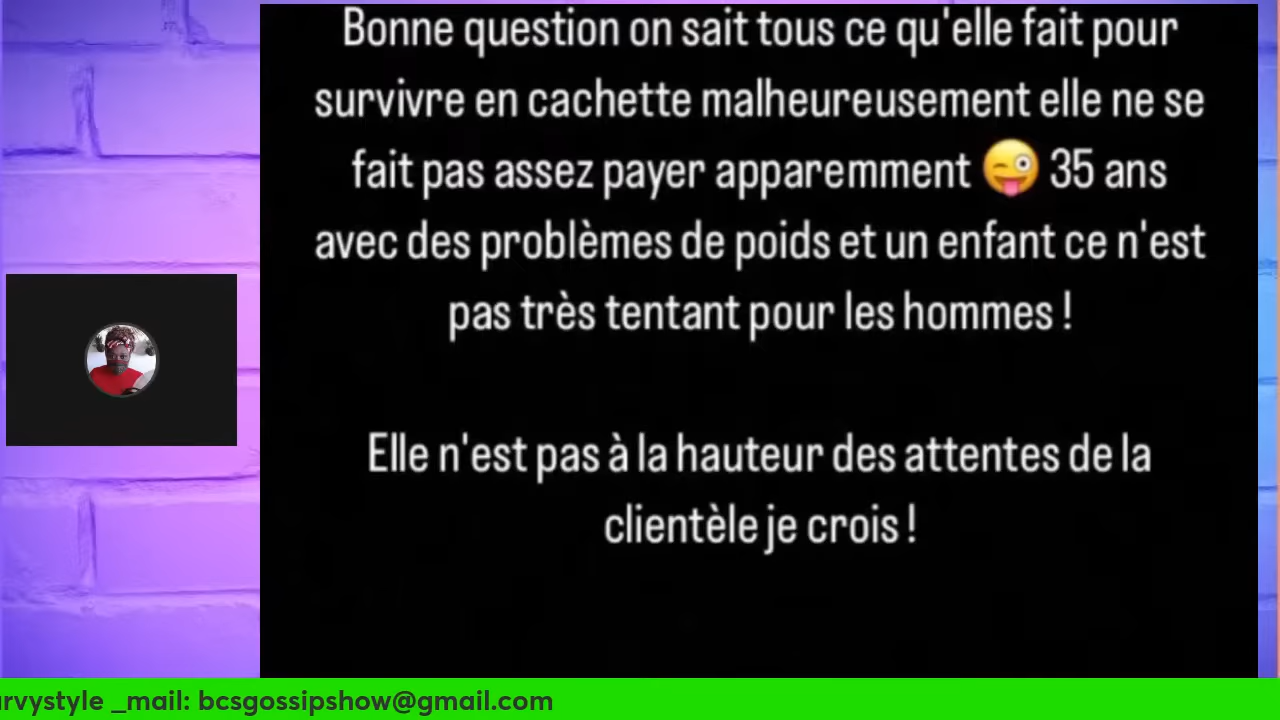 Bonne question on sait tous ce qu'elle fait pour
survivre en cachette malheureusement elle ne se
fait pas assez payer apparemment 😜 35 ans
avec des problèmes de poids et un enfant ce n'est
pas très tentant pour les hommes !
Elle n'est pas à la hauteur des attentes de la
clientèle je crois !
_mail: bcsgossipshow@gmail.com